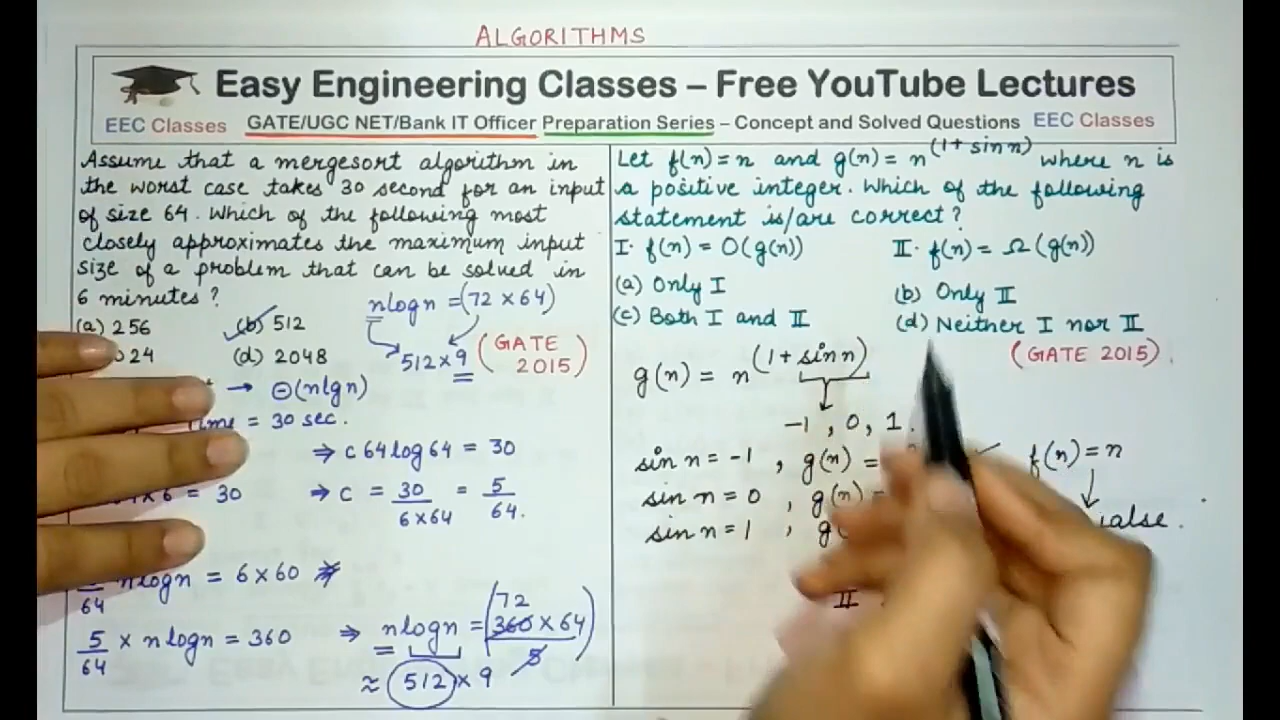 ALGORITHMS
Easy Engineering Classes – Free YouTube Lectures
EEC Classes GATE/UGC NET/Bank IT Officer Preparation Series – Concept and Solved Questions EEC Classes
Assume that a mergesort algorithm in
the worst case takes 30 second for an input
of size 64. Which of the following most
closely approximates the maximum input
size of a problem that can be solved in
6 minutes?
nlogn = (72 × 64)
(a) 256 (b) 512
512 × 9
(GATE 2015)
024 (d) 2048
→ Θ(nlgn)
= 30 sec.
⇒ c 64 log 64 = 30
= 30 ⇒ c = 30/6×64 = 5/64.
64 nlogn = 6×60
5/64 × nlogn = 360 ⇒ nlogn = (72 360 × 64 / 5)
≈ 512 × 9
Let f(n) = n and g(n) = n^(1+ sin n) where n is
a positive integer. Which of the following
statement is/are correct?
I. f(n) = O(g(n)) II. f(n) = Ω(g(n))
(a) Only I (b) Only II
(c) Both I and II (d) Neither I nor II
(GATE 2015).
g(n) = n^(1+ sin n)
-1, 0, 1.
sin n = -1, g(n) = f(n) = n
sin n = 0, g(n)
sin n = 1, g(
II